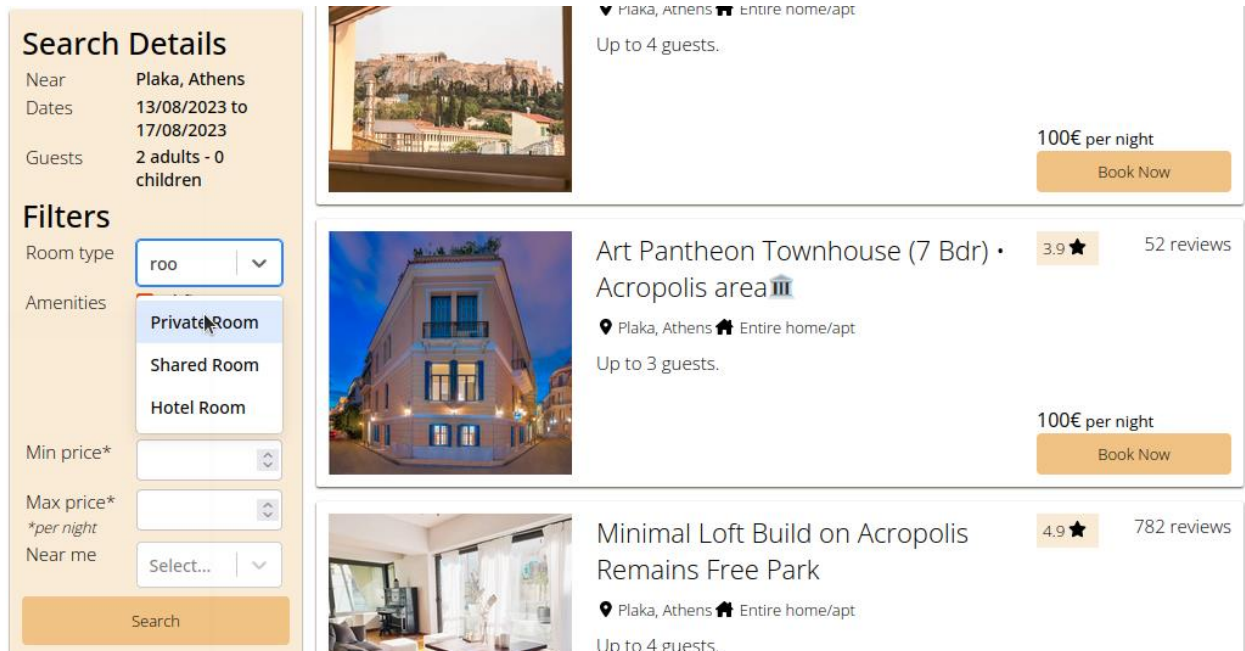 Search Details
Near Plaka, Athens
Dates 13/08/2023 to
17/08/2023
Guests 2 adults - 0
children
Filters
Room type roo
Amenities
Private Room
Shared Room
Hotel Room
Min price*
Max price*
*per night
Near me Select...
Search
Plaka, Athens Entire home/apt
Up to 4 guests.
100€ per night
Book Now
Art Pantheon Townhouse (7 Bdr) •
Acropolis area🏛️
3.9 ★ 52 reviews
Plaka, Athens Entire home/apt
Up to 3 guests.
100€ per night
Book Now
Minimal Loft Build on Acropolis
Remains Free Park
4.9 ★ 782 reviews
Plaka, Athens Entire home/apt
Up to 4 guests.